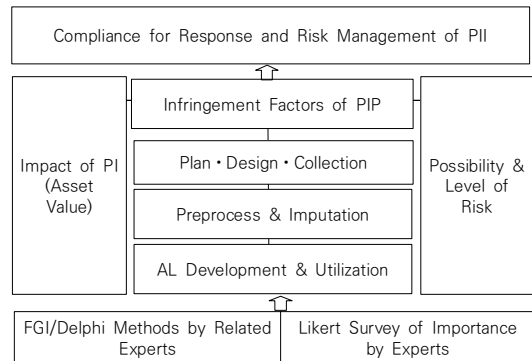 Compliance for Response and Risk Management of PII
Infringement Factors of PIP
Impact of PI
(Asset
Value)
Plan·Design·Collection
Preprocess & Imputation
AL Development & Utilization
Possibility &
Level of
Risk
FGI/Delphi Methods by Related
Experts
Likert Survey of Importance
by Experts